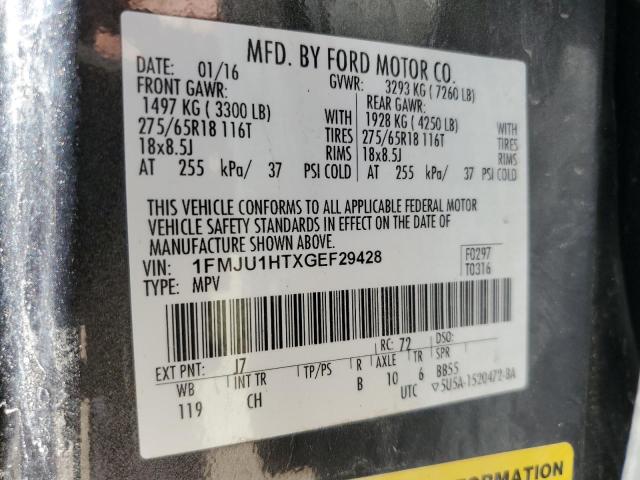 MFD. BY FORD MOTOR CO.
DATE: 01/16 GVWR: 3293 KG (7260 LB)
FRONT GAWR: REAR GAWR:
1497 KG (3300 LB) WITH 1928 KG (4250 LB) WITH
275/65R18 116T TIRES 275/65R18 116T TIRES
18x8.5J RIMS 18x8.5J RIMS
AT 255 kPa/ 37 PSI COLD AT 255 kPa/ 37 PSI COLD
THIS VEHICLE CONFORMS TO ALL APPLICABLE FEDERAL MOTOR
VEHICLE SAFETY STANDARDS IN EFFECT ON THE DATE OF
MANUFACTURE SHOWN ABOVE.
VIN: 1FMJU1HTXGEF29428 F0297
TYPE: MPV T0316
EXT PNT: J7 RC: 72 DSO:
WB INT TR TP/PS R AXLE TR SPR
119 CH B 10 6 BB55
UTC ▽5U5A-1520472-BA
FORMATION